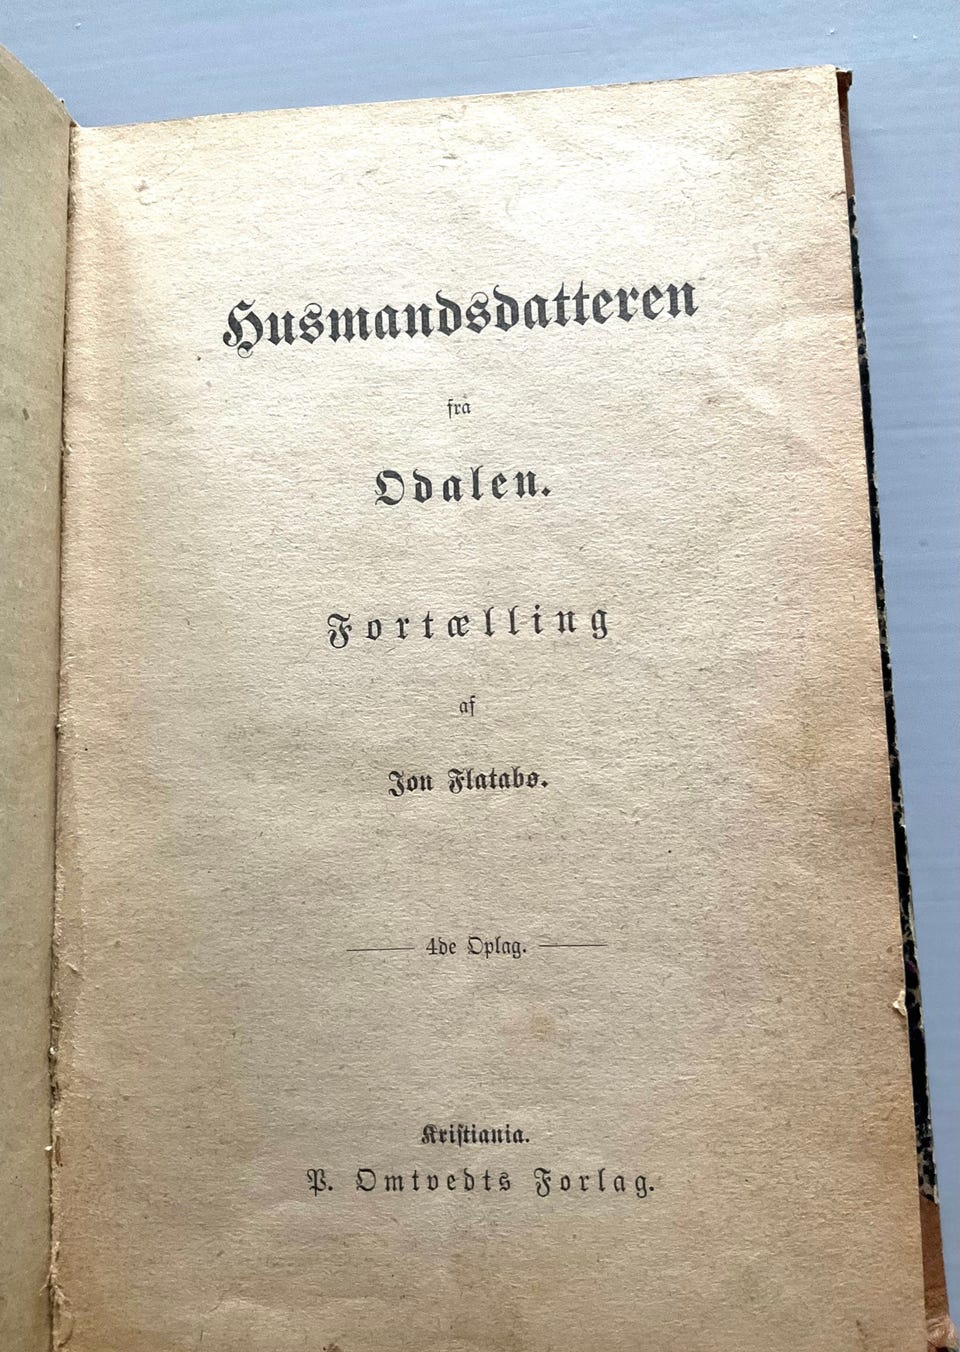 Husmandsdatteren
fra
Odalen.
Fortælling
af
Jon Flatabø.
4de Oplag.
Kristiania.
P. Omtvedts Forlag.